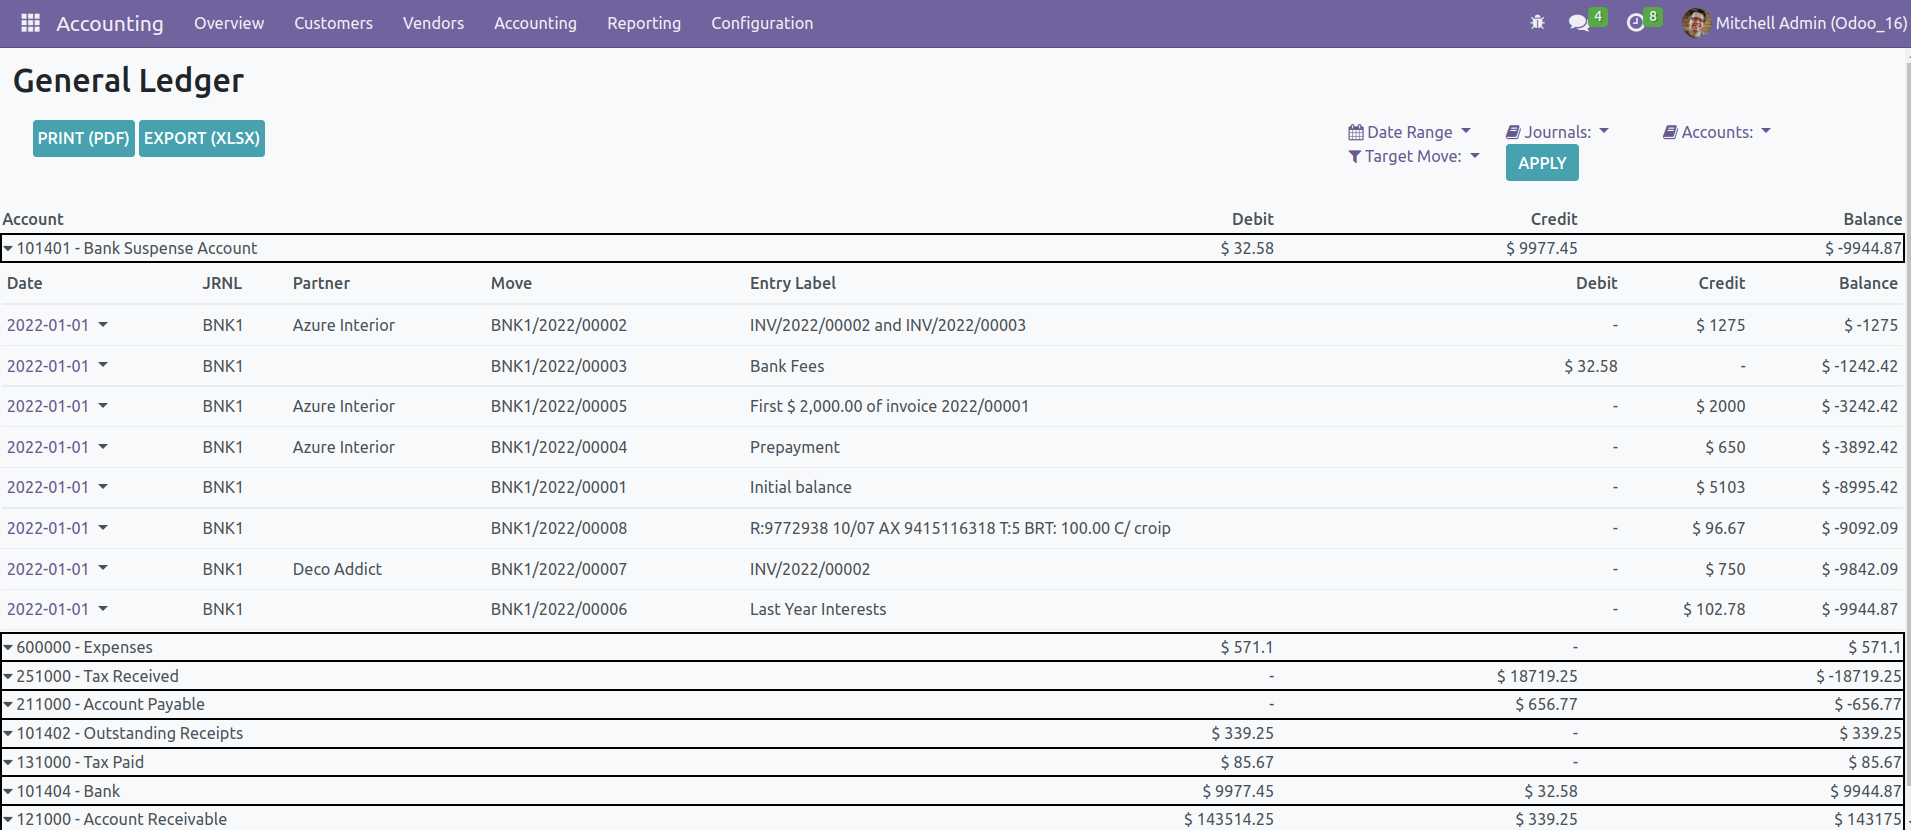 Accounting Overview Customers Vendors Accounting Reporting Configuration 4 8 Mitchell Admin (Odoo_16)
General Ledger
PRINT (PDF) EXPORT (XLSX) Date Range Journals: Accounts:
Target Move: APPLY
Account Debit Credit Balance
101401 - Bank Suspense Account $ 32.58 $ 9977.45 $ -9944.87
Date JRNL Partner Move Entry Label Debit Credit Balance
2022-01-01 BNK1 Azure Interior BNK1/2022/00002 INV/2022/00002 and INV/2022/00003 - $ 1275 $ -1275
2022-01-01 BNK1 BNK1/2022/00003 Bank Fees $ 32.58 - $ -1242.42
2022-01-01 BNK1 Azure Interior BNK1/2022/00005 First $ 2,000.00 of invoice 2022/00001 - $ 2000 $ -3242.42
2022-01-01 BNK1 Azure Interior BNK1/2022/00004 Prepayment - $ 650 $ -3892.42
2022-01-01 BNK1 BNK1/2022/00001 Initial balance - $ 5103 $ -8995.42
2022-01-01 BNK1 BNK1/2022/00008 R:9772938 10/07 AX 9415116318 T:5 BRT: 100.00 C/ croip - $ 96.67 $ -9092.09
2022-01-01 BNK1 Deco Addict BNK1/2022/00007 INV/2022/00002 - $ 750 $ -9842.09
2022-01-01 BNK1 BNK1/2022/00006 Last Year Interests - $ 102.78 $ -9944.87
600000 - Expenses $ 571.1 - $ 571.1
251000 - Tax Received - $ 18719.25 $ -18719.25
211000 - Account Payable - $ 656.77 $ -656.77
101402 - Outstanding Receipts $ 339.25 - $ 339.25
131000 - Tax Paid $ 85.67 - $ 85.67
101404 - Bank $ 9977.45 $ 32.58 $ 9944.87
121000 - Account Receivable $ 143514.25 $ 339.25 $ 143175